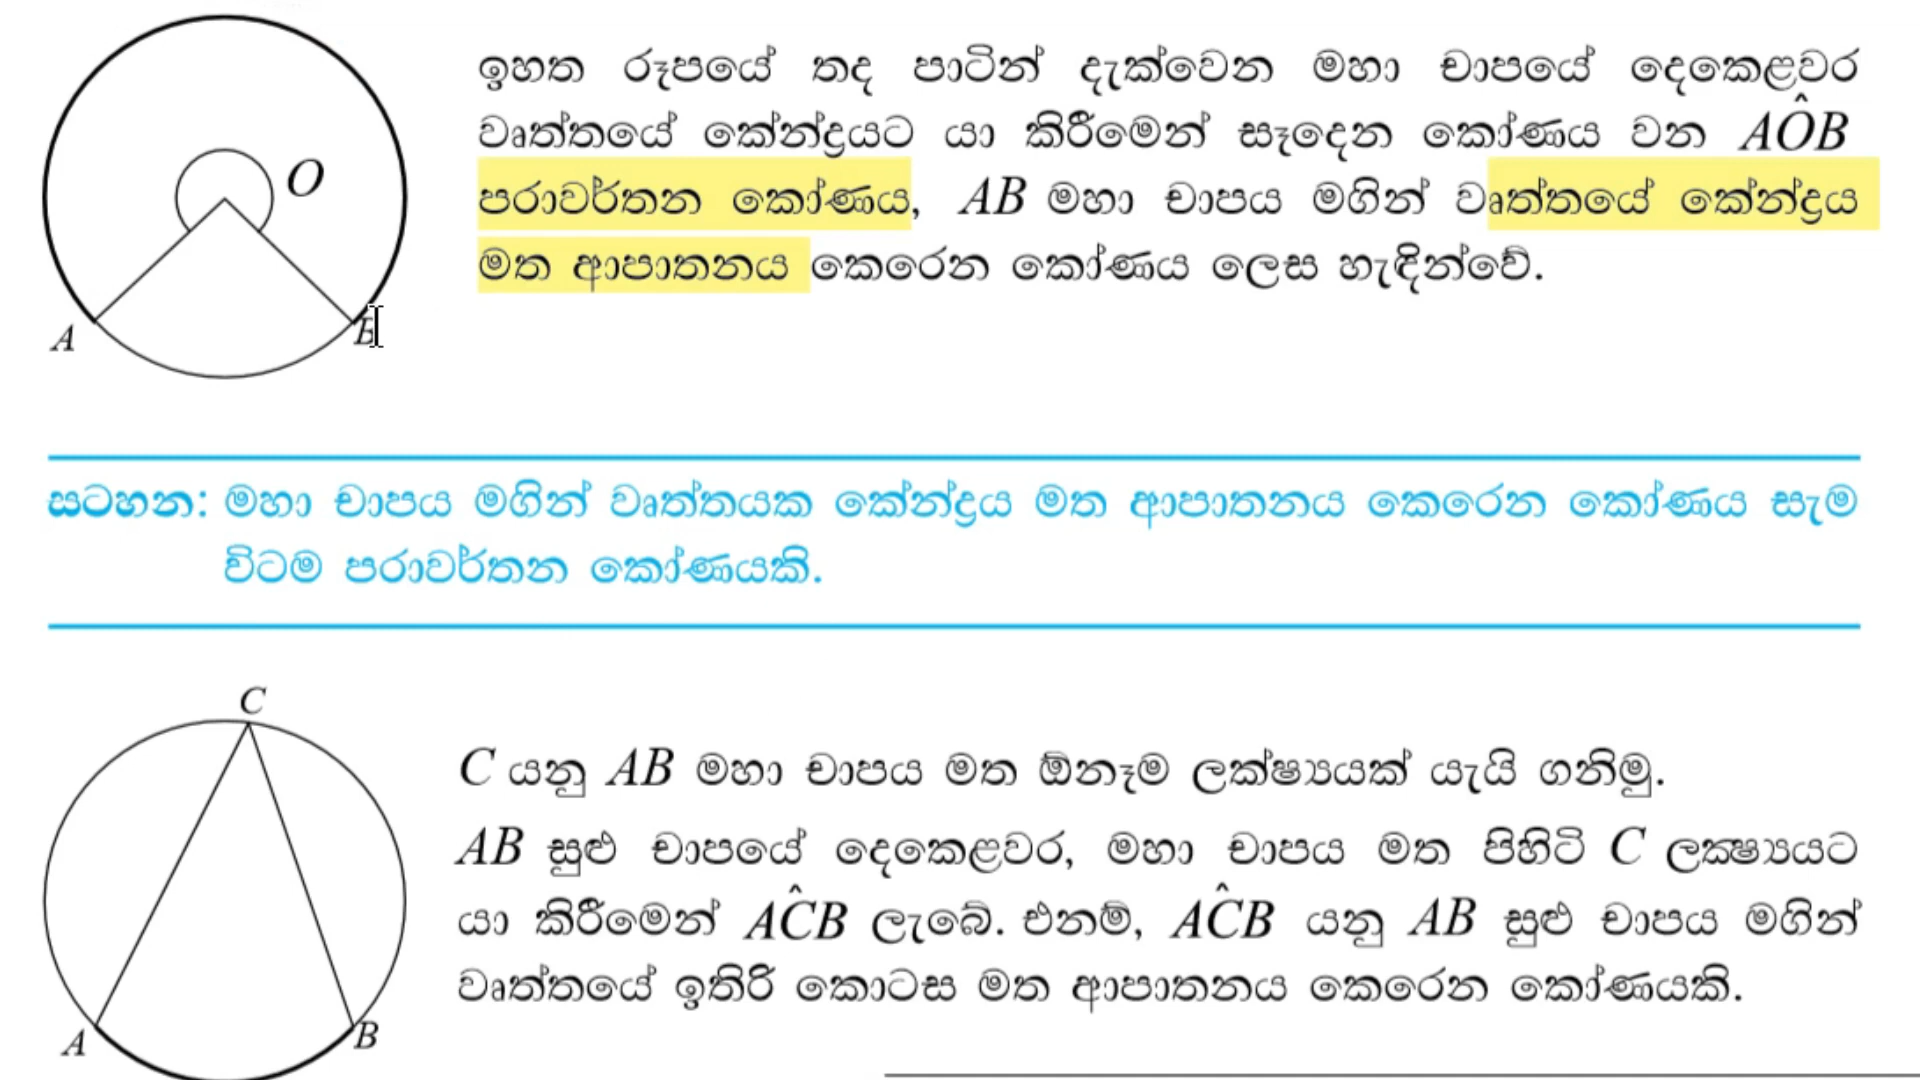 ඉහත රූපයේ තද පාටින් දැක්වෙන මහා චාපයේ දෙකෙළවර
වෘත්තයේ කේන්ද්‍රයට යා කිරීමෙන් සෑදෙන කෝණය වන AÔB
පරාවර්තන කෝණය, AB මහා චාපය මගින් වෘත්තයේ කේන්ද්‍රය
මත ආපාතනය කෙරෙන කෝණය ලෙස හැඳින්වේ.
O
A
B
සටහන: මහා චාපය මගින් වෘත්තයක කේන්ද්‍රය මත ආපාතනය කෙරෙන කෝණය සැම
විටම පරාවර්තන කෝණයකි.
C
A
B
C යනු AB මහා චාපය මත ඕනෑම ලක්ෂ්‍යයක් යැයි ගනිමු.
AB සුළු චාපයේ දෙකෙළවර, මහා චාපය මත පිහිටි C ලක්ෂ්‍යයට
යා කිරීමෙන් AĈB ලැබේ. එනම්, AĈB යනු AB සුළු චාපය මගින්
වෘත්තයේ ඉතිරි කොටස මත ආපාතනය කෙරෙන කෝණයකි.